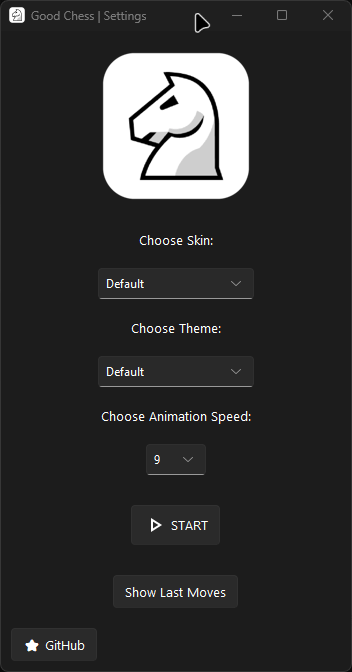 Good Chess | Settings
Choose Skin:
Default
Choose Theme:
Default
Choose Animation Speed:
9
START
Show Last Moves
GitHub